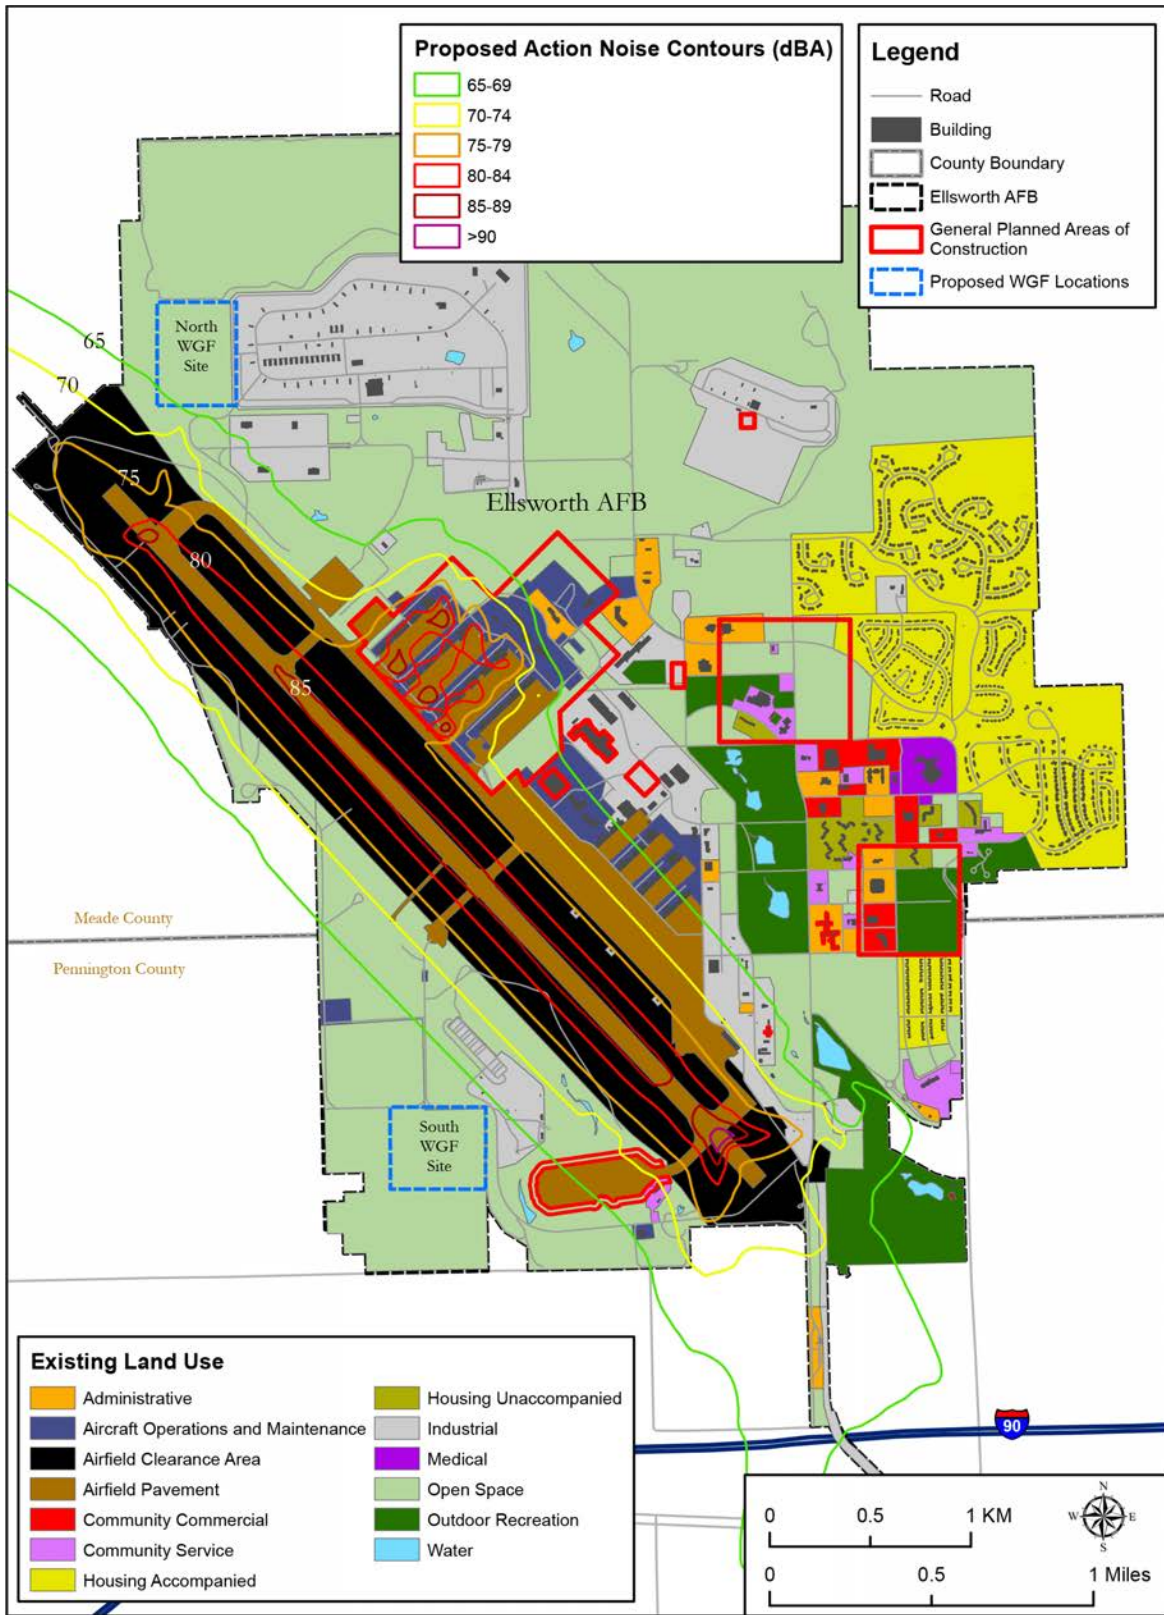 Proposed Action Noise Contours (dBA)
65-69
70-74
75-79
80-84
85-89
>90
Legend
Road
Building
County Boundary
Ellsworth AFB
General Planned Areas of
Construction
Proposed WGF Locations
North
WGF
Site
65
70
75
80
85
Ellsworth AFB
Meade County
Pennington County
South
WGF
Site
90
Existing Land Use
Administrative
Aircraft Operations and Maintenance
Airfield Clearance Area
Airfield Pavement
Community Commercial
Community Service
Housing Accompanied
Housing Unaccompanied
Industrial
Medical
Open Space
Outdoor Recreation
Water
0 0.5 1 KM
N
W E
S
0 0.5 1 Miles